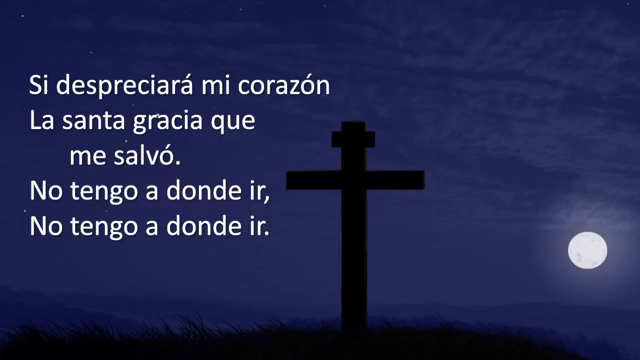 Si despreciará mi corazón
La santa gracia que
me salvó.
No tengo a donde ir,
No tengo a donde ir.